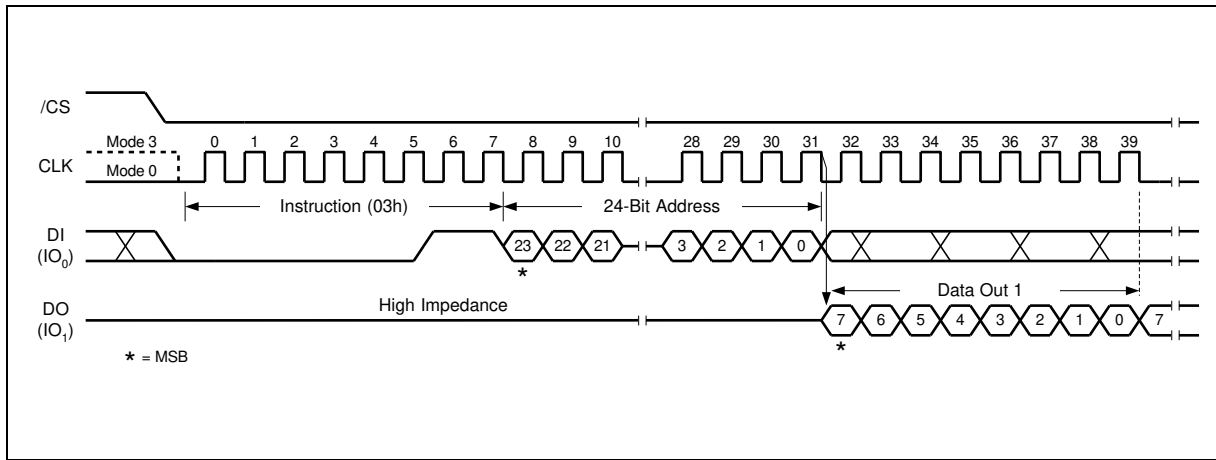 /CS
Mode 3 0 1 2 3 4 5 6 7 8 9 10 28 29 30 31 32 33 34 35 36 37 38 39
CLK Mode 0
Instruction (03h) 24-Bit Address
DI
(IO0)
23 22 21 3 2 1 0
*
High Impedance Data Out 1
DO
(IO1)
7 6 5 4 3 2 1 0 7
*
* = MSB